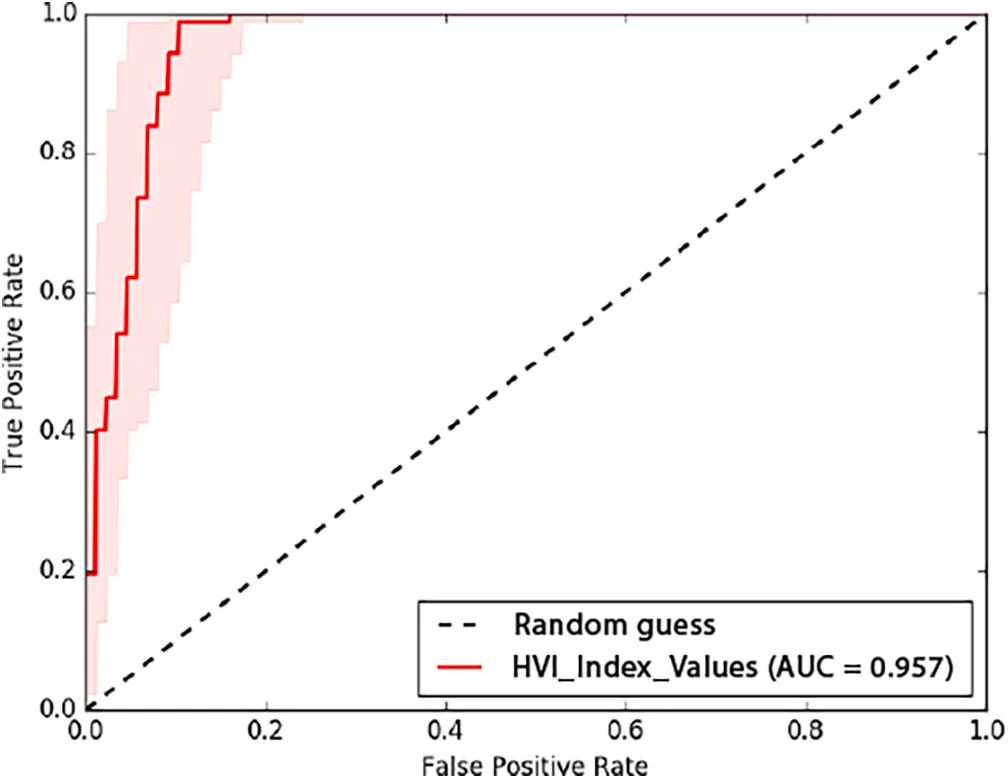 1.0
0.8
0.6
0.4
0.2
0.0
True Positive Rate
Random guess
HVI_Index_Values (AUC = 0.957)
0.0 0.2 0.4 0.6 0.8 1.0
False Positive Rate